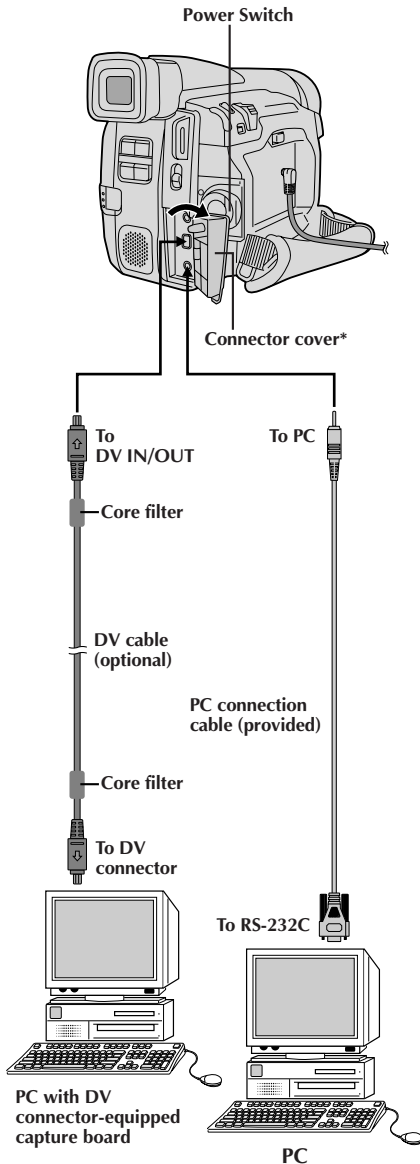 Power Switch
Connector cover*
To
DV IN/OUT
To PC
Core filter
DV cable
(optional)
PC connection
cable (provided)
Core filter
To DV
connector
To RS-232C
PC with DV
connector-equipped
capture board
PC